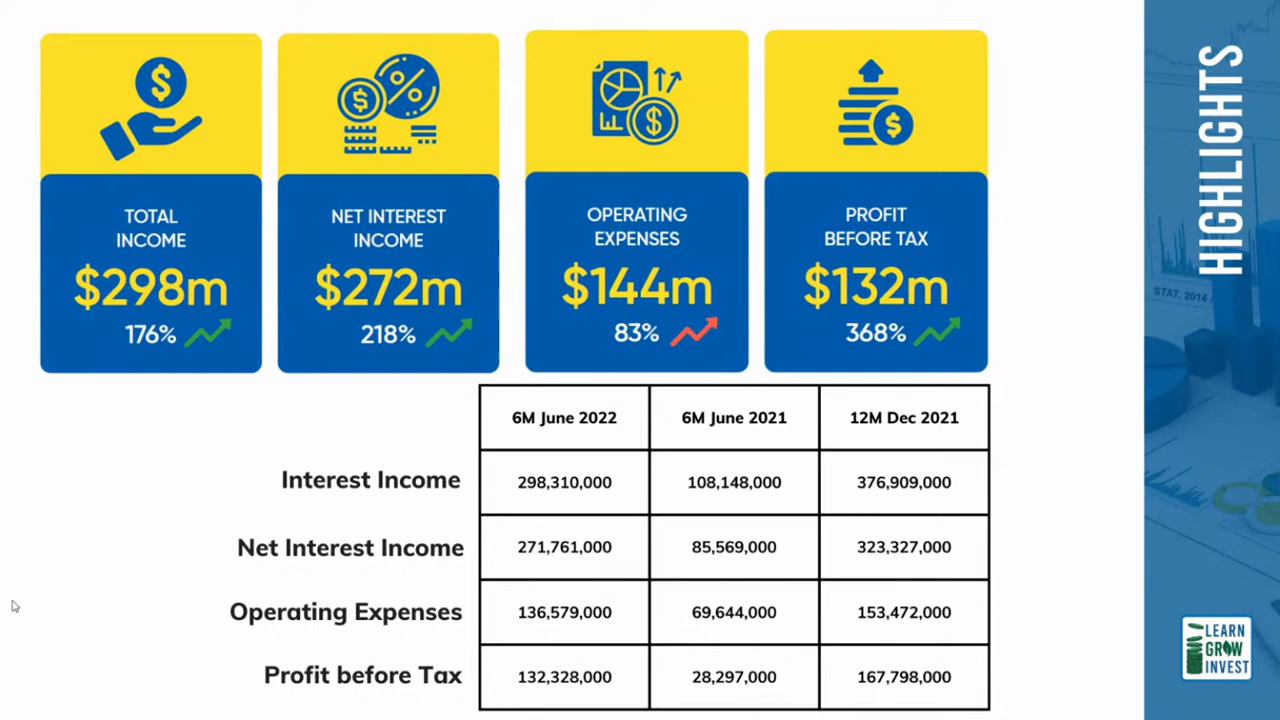 TOTAL
INCOME
$298m
176%
NET INTEREST
INCOME
$272m
218%
OPERATING
EXPENSES
$144m
83%
PROFIT
BEFORE TAX
$132m
368%
HIGHLIGHTS
STAT. 2014
6M June 2022 6M June 2021 12M Dec 2021
Interest Income 298,310,000 108,148,000 376,909,000
Net Interest Income 271,761,000 85,569,000 323,327,000
Operating Expenses 136,579,000 69,644,000 153,472,000
Profit before Tax 132,328,000 28,297,000 167,798,000
LEARN
GROW
INVEST